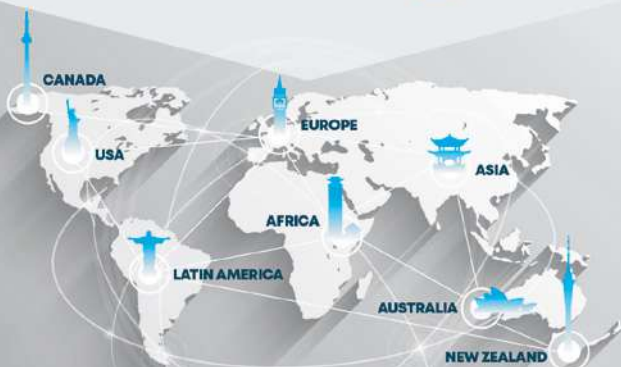 CANADA
EUROPE
USA
ASIA
AFRICA
LATIN AMERICA
AUSTRALIA
NEW ZEALAND